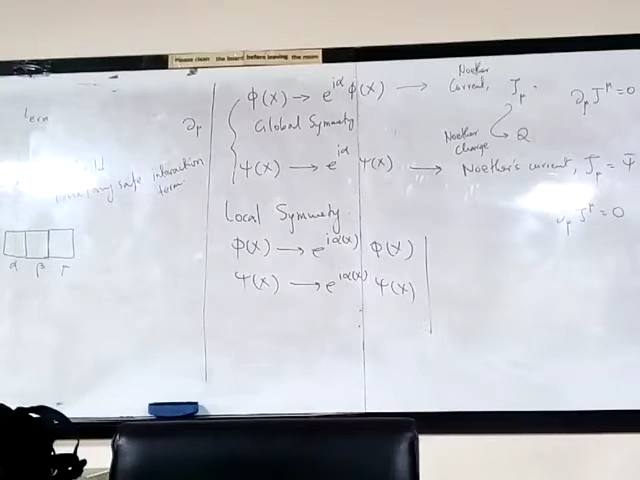 Please clean the board before leaving the room
term
∂μ
safe interaction
term
α β γ
ϕ(x) → e^{iα} ϕ(x) → Noether
Current, Jμ. ∂μJ^μ=0
Global Symmetry
Noether
Charge Q
Ψ(x) → e^{iα} Ψ(x) → Noether's current, Jμ = Ψ̄
∂μJ^μ=0
Local Symmetry
ϕ(x) → e^{iα(x)} ϕ(x)
Ψ(x) → e^{iα(x)} Ψ(x)